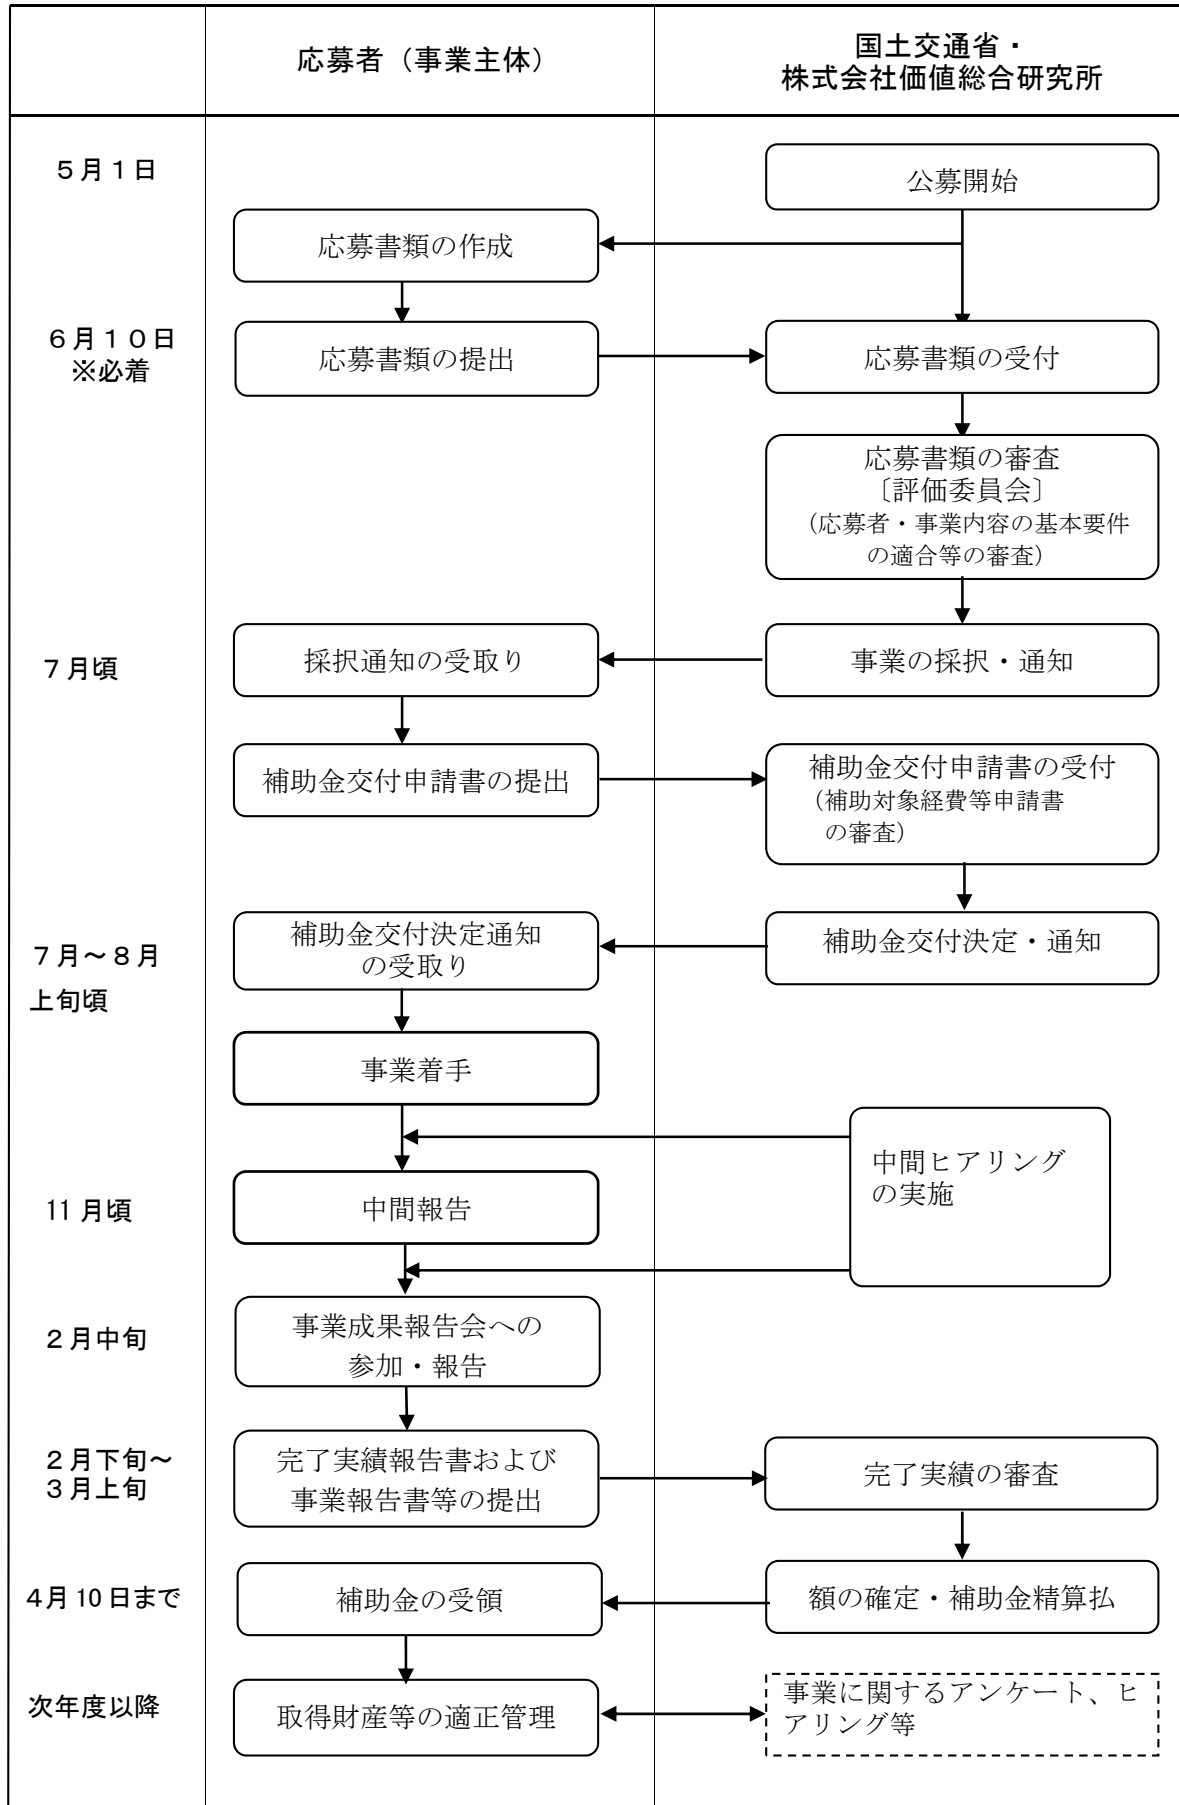 応募者（事業主体）
国土交通省・
株式会社価値総合研究所
５月１日
公募開始
応募書類の作成
６月１０日
※必着
応募書類の提出
応募書類の受付
応募書類の審査
〔評価委員会〕
（応募者・事業内容の基本要件
の適合等の審査）
７月頃
採択通知の受取り
事業の採択・通知
補助金交付申請書の提出
補助金交付申請書の受付
（補助対象経費等申請書
の審査）
７月～８月
上旬頃
補助金交付決定通知
の受取り
補助金交付決定・通知
事業着手
中間ヒアリング
の実施
11月頃
中間報告
２月中旬
事業成果報告会への
参加・報告
２月下旬～
３月上旬
完了実績報告書および
事業報告書等の提出
完了実績の審査
４月10日まで
補助金の受領
額の確定・補助金精算払
次年度以降
取得財産等の適正管理
事業に関するアンケート、ヒ
アリング等